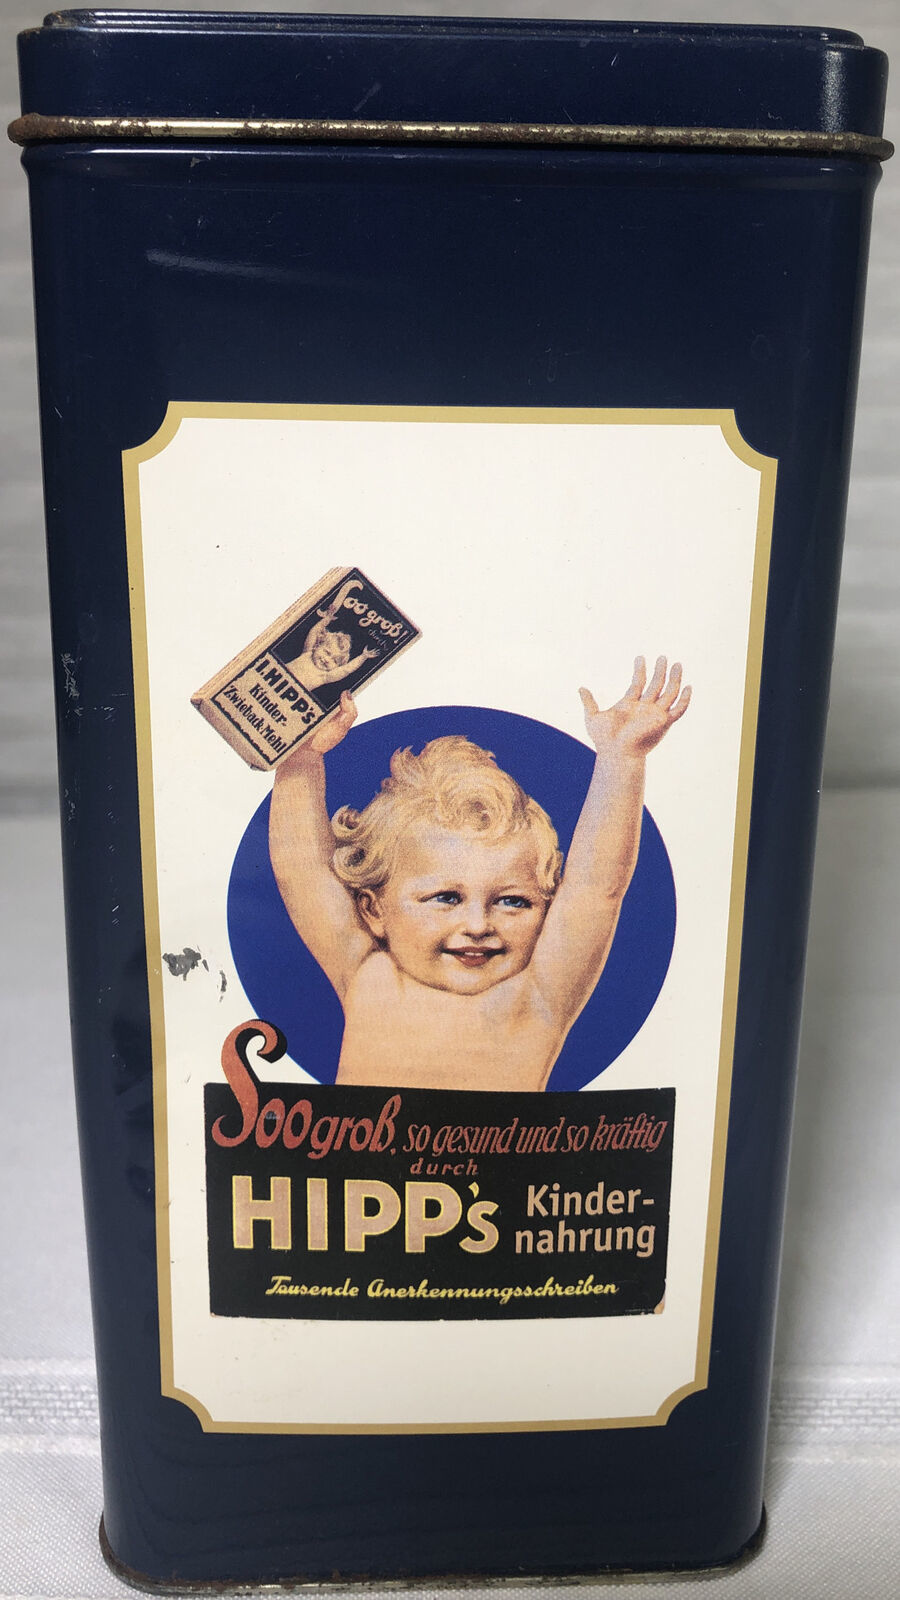 Soo groß!
durch
I. HIPP's
Kinder-
Zwieback-Mehl
Soo groß, so gesund und so kräftig
durch
HIPP's Kinder-
nahrung
Tausende Anerkennungsschreiben